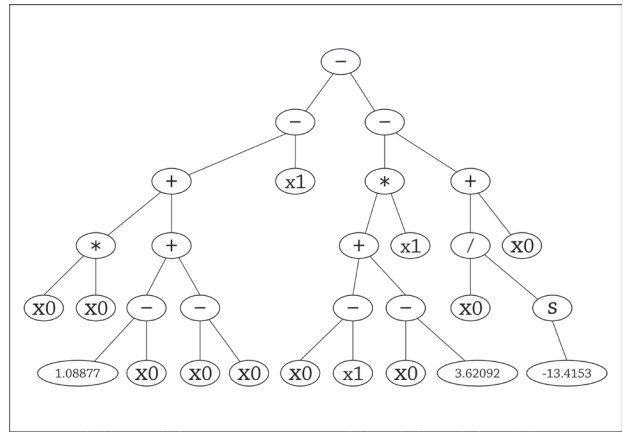 −
− −
+ x1 * +
* + + x1 / x0
x0 x0 − − − − x0 s
1.08877 x0 x0 x0 x0 x1 x0 3.62092 -13.4153